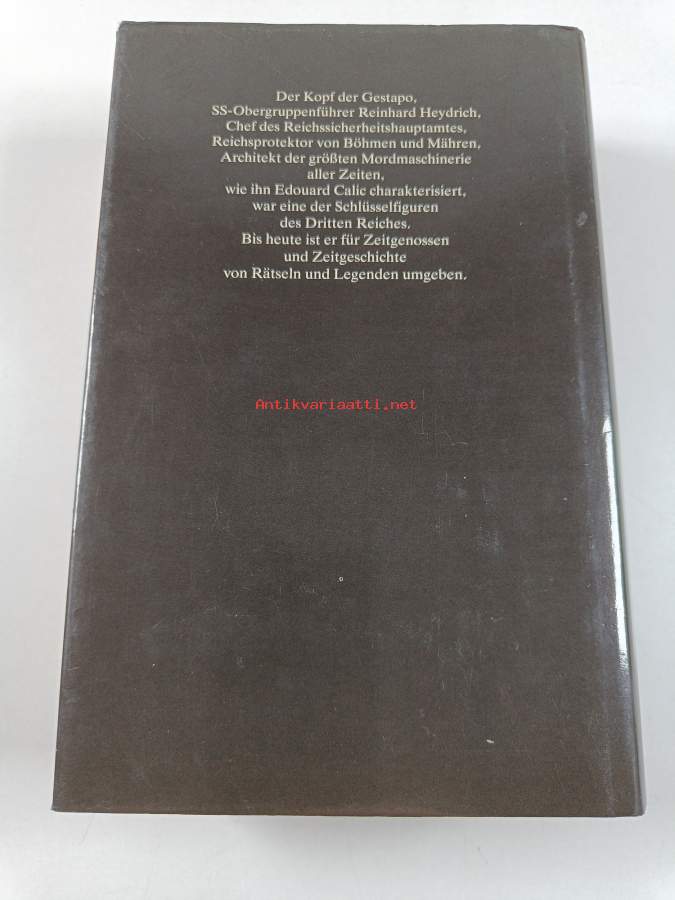 Der Kopf der Gestapo,
SS-Obergruppenführer Reinhard Heydrich,
Chef des Reichssicherheitshauptamtes,
Reichsprotektor von Böhmen und Mähren,
Architekt der größten Mordmaschinerie
aller Zeiten,
wie ihn Edouard Calic charakterisiert,
war eine der Schlüsselfiguren
des Dritten Reiches.
Bis heute ist er für Zeitgenossen
und Zeitgeschichte
von Rätseln und Legenden umgeben.
Antikvariaatti.net